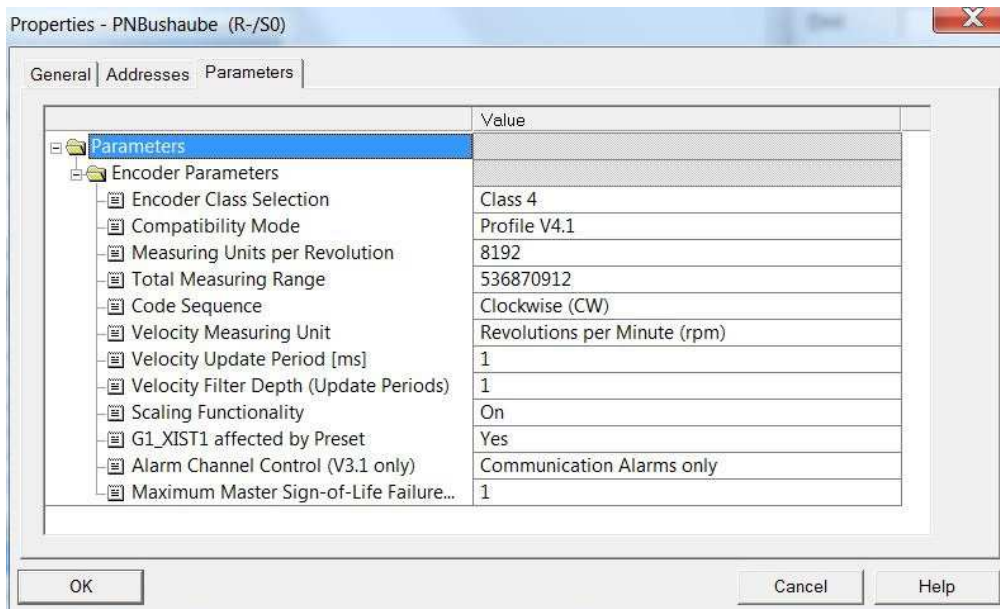 Properties - PNBushaube (R-/S0)
General Addresses Parameters
Value
Parameters
Encoder Parameters
Encoder Class Selection Class 4
Compatibility Mode Profile V4.1
Measuring Units per Revolution 8192
Total Measuring Range 536870912
Code Sequence Clockwise (CW)
Velocity Measuring Unit Revolutions per Minute (rpm)
Velocity Update Period [ms] 1
Velocity Filter Depth (Update Periods) 1
Scaling Functionality On
G1_XIST1 affected by Preset Yes
Alarm Channel Control (V3.1 only) Communication Alarms only
Maximum Master Sign-of-Life Failure... 1
OK Cancel Help